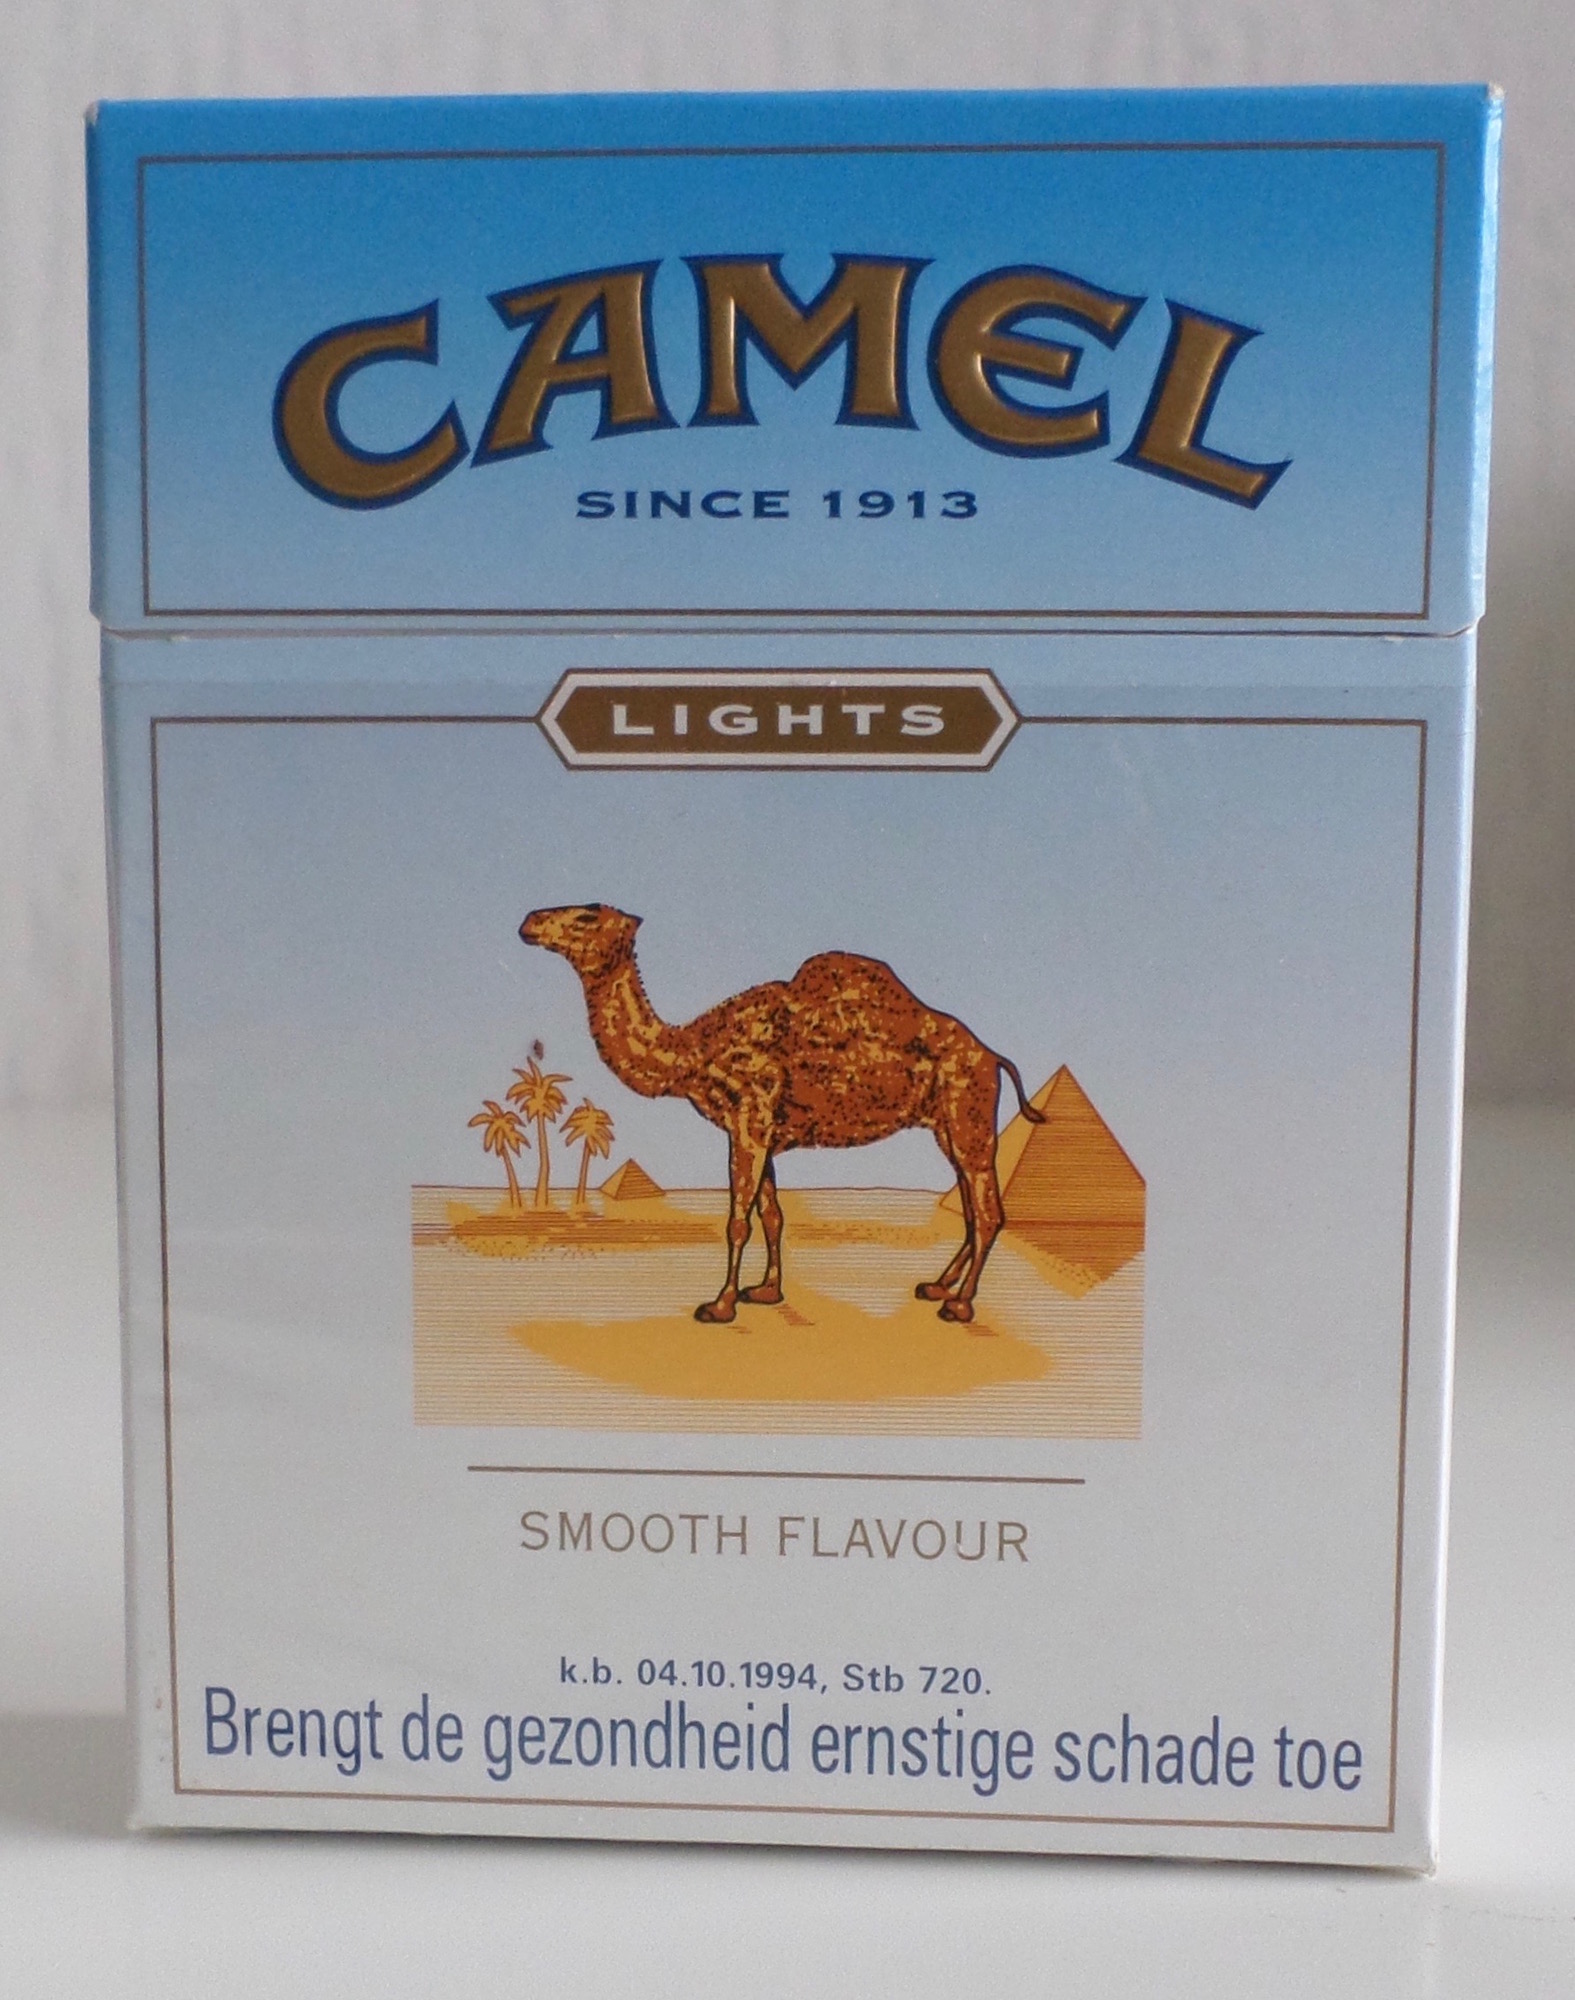 CAMEL
SINCE 1913
LIGHTS
SMOOTH FLAVOUR
k.b. 04.10.1994, Stb 720.
Brengt de gezondheid ernstige schade toe